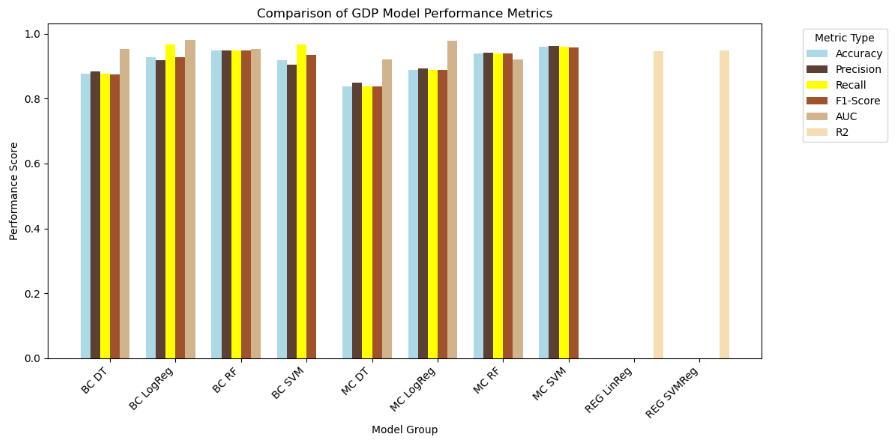 Comparison of GDP Model Performance Metrics
Performance Score
1.0
0.8
0.6
0.4
0.2
0.0
BC DT
BC LogReg
BC RF
BC SVM
MC DT
MC LogReg
MC RF
MC SVM
REG LinReg
REG SVMReg
Model Group
Metric Type
Accuracy
Precision
Recall
F1-Score
AUC
R2